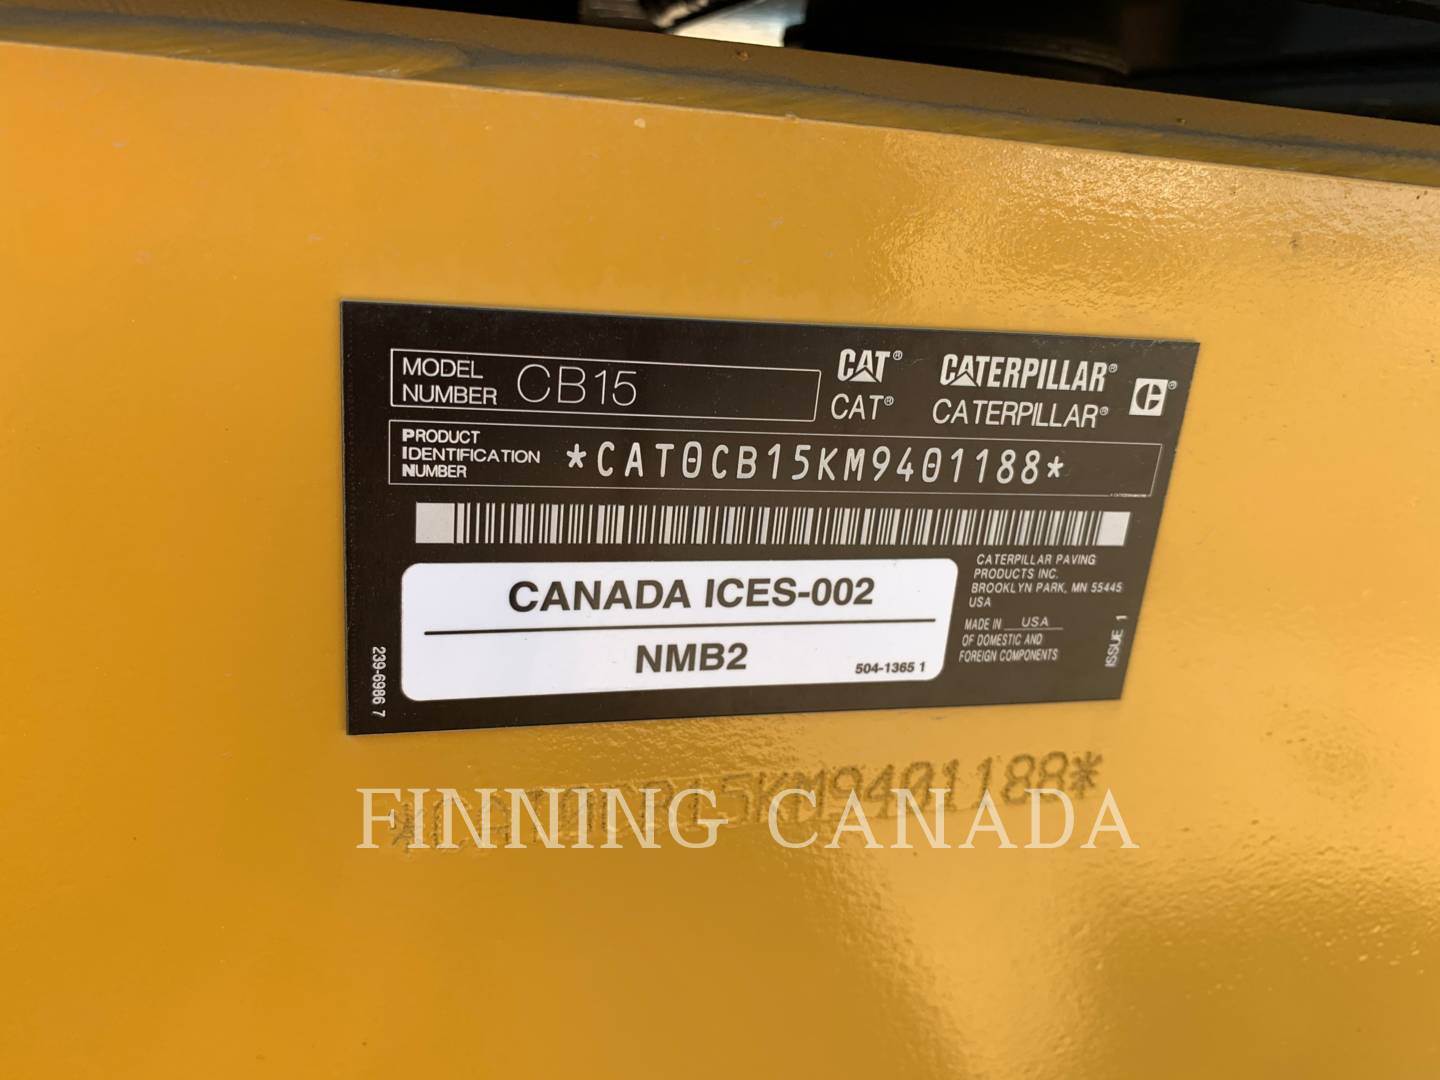 MODEL NUMBER CB15
CAT® CATERPILLAR®
CAT® CATERPILLAR®
PRODUCT
IDENTIFICATION
NUMBER
*CAT0CB15KM9401188*
CANADA ICES-002
NMB2
504-1365 1
CATERPILLAR PAVING
PRODUCTS INC.
BROOKLYN PARK, MN 55445
USA
MADE IN USA
OF DOMESTIC AND
FOREIGN COMPONENTS
ISSUE 1
239-6986 7
*CAT0CB15KM9401188*
FINNING CANADA